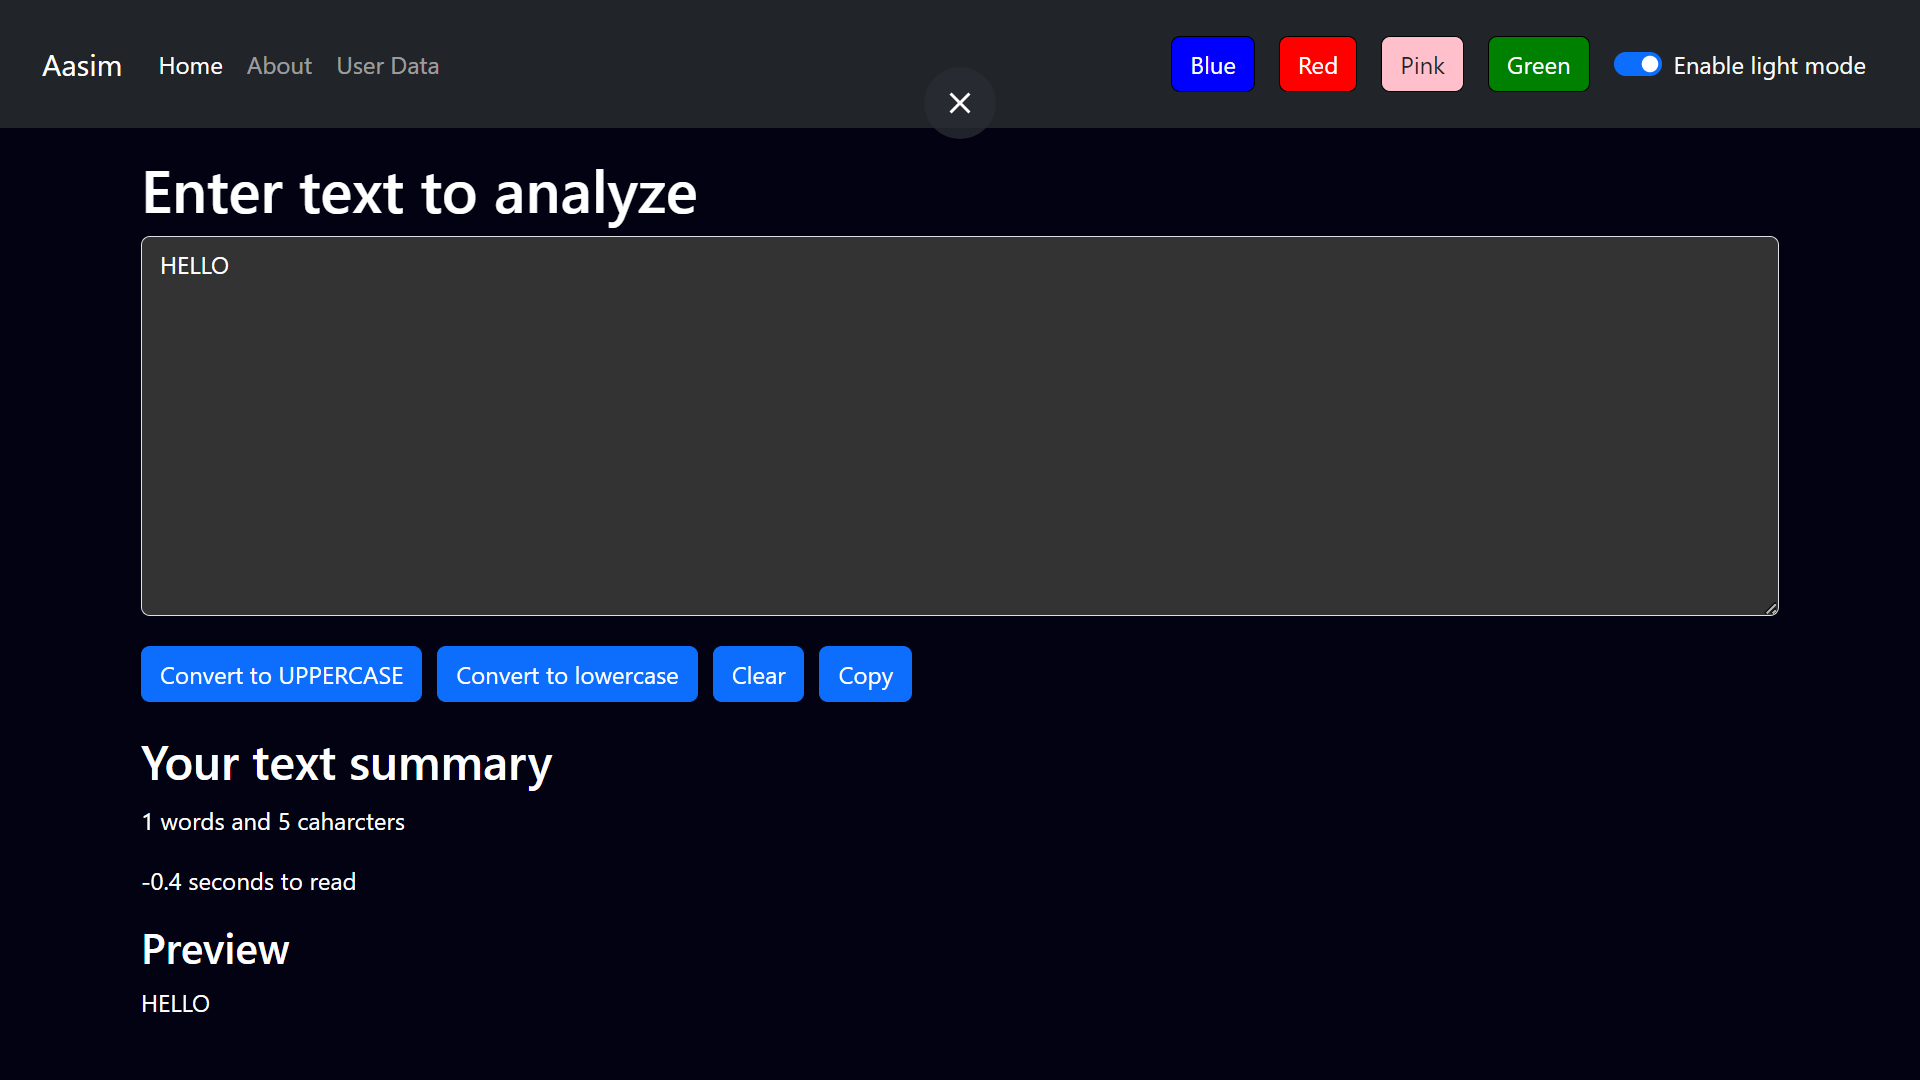 Aasim Home About User Data Blue Red Pink Green Enable light mode
Enter text to analyze
HELLO
Convert to UPPERCASE Convert to lowercase Clear Copy
Your text summary
1 words and 5 caharcters
-0.4 seconds to read
Preview
HELLO